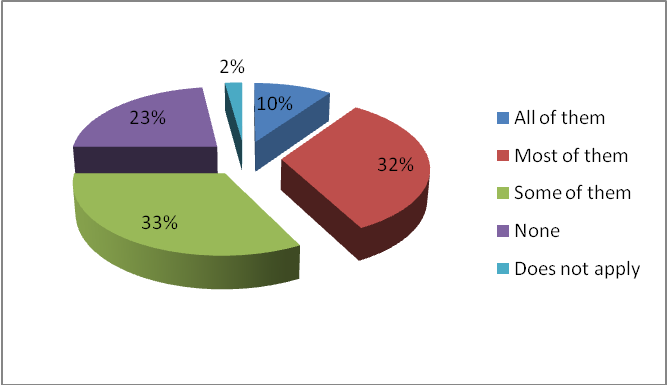 2%
10%
23%
32%
33%
All of them
Most of them
Some of them
None
Does not apply